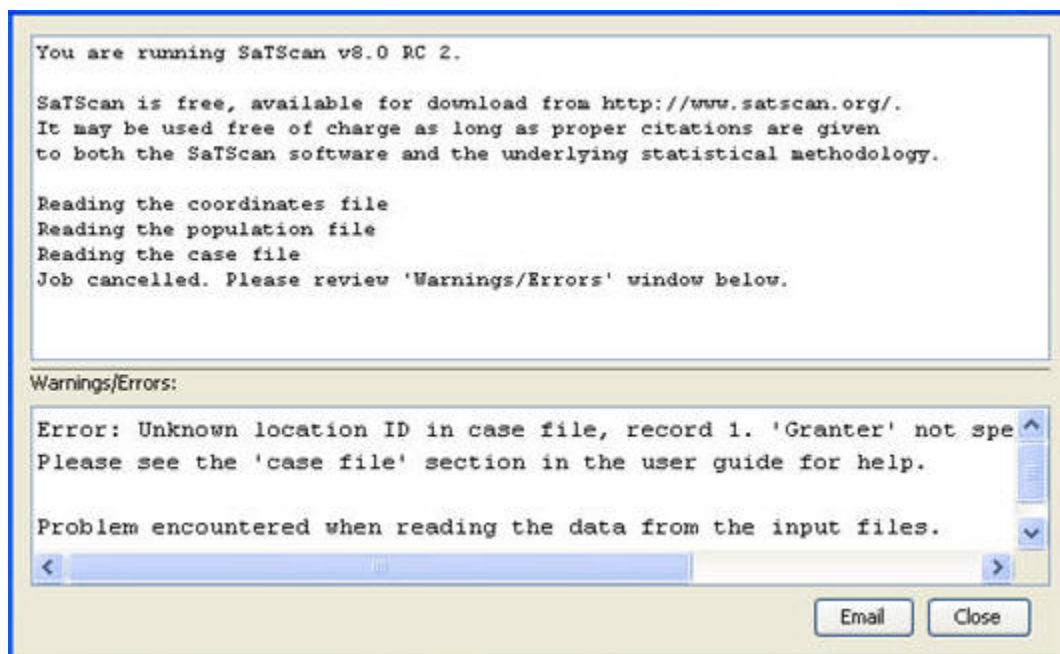 You are running SaTScan v8.0 RC 2.
SaTScan is free, available for download from http://www.satscan.org/.
It may be used free of charge as long as proper citations are given
to both the SaTScan software and the underlying statistical methodology.
Reading the coordinates file
Reading the population file
Reading the case file
Job cancelled. Please review 'Warnings/Errors' window below.
Warnings/Errors:
Error: Unknown location ID in case file, record 1. 'Granter' not spe
Please see the 'case file' section in the user guide for help.
Problem encountered when reading the data from the input files.
Email Close